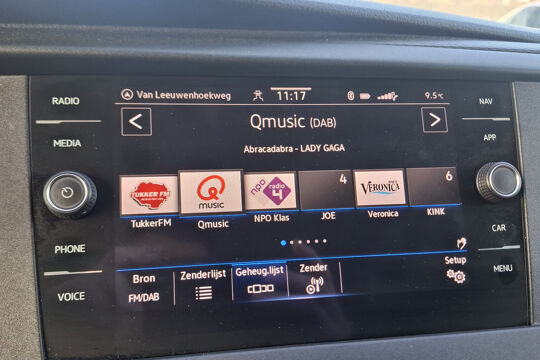 RADIO
MEDIA
PHONE
VOICE
Van Leeuwenhoekweg 11:17 9.5°C
Qmusic (DAB)
Abracadabra - LADY GAGA
TUKKER FM
Q
MUSIC
npo
radio
4
4
VERONICA
6
TukkerFM Qmusic NPO Klas JOE Veronica KINK
Setup
Bron Zenderlijst Geheug.lijst Zender
FM/DAB
NAV
APP
CAR
MENU